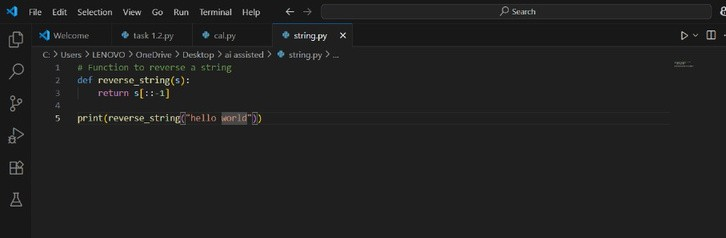 File Edit Selection View Go Run Terminal Help Search
Welcome task 1.2.py cal.py string.py
C: > Users > LENOVO > OneDrive > Desktop > ai assisted > string.py > ...
1 # Function to reverse a string
2 def reverse_string(s):
3 return s[::-1]
4
5 print(reverse_string("hello world"))